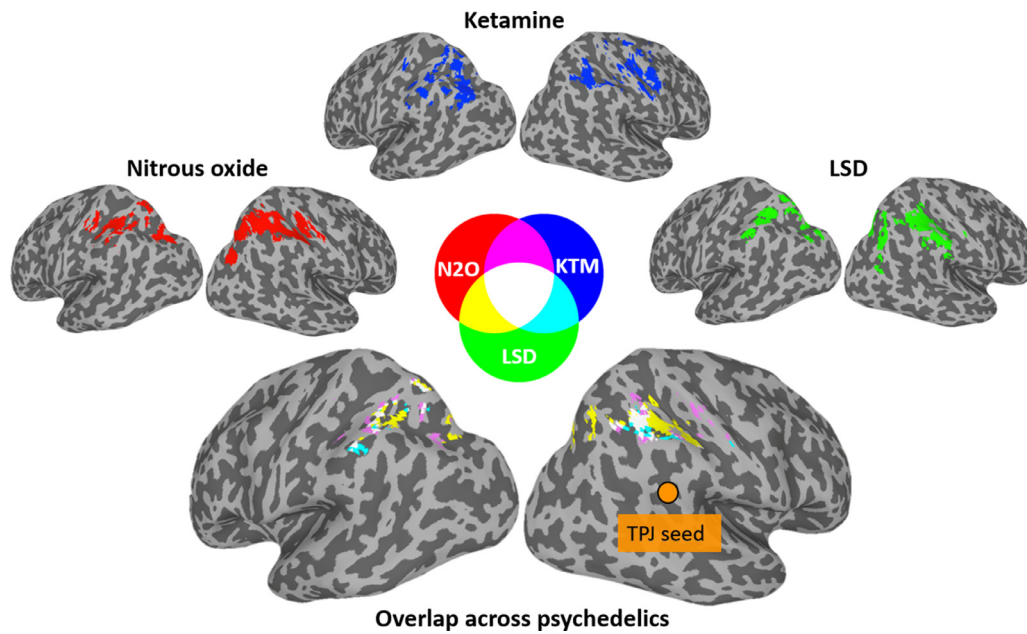 Ketamine
Nitrous oxide
LSD
N2O
KTM
LSD
TPJ seed
Overlap across psychedelics